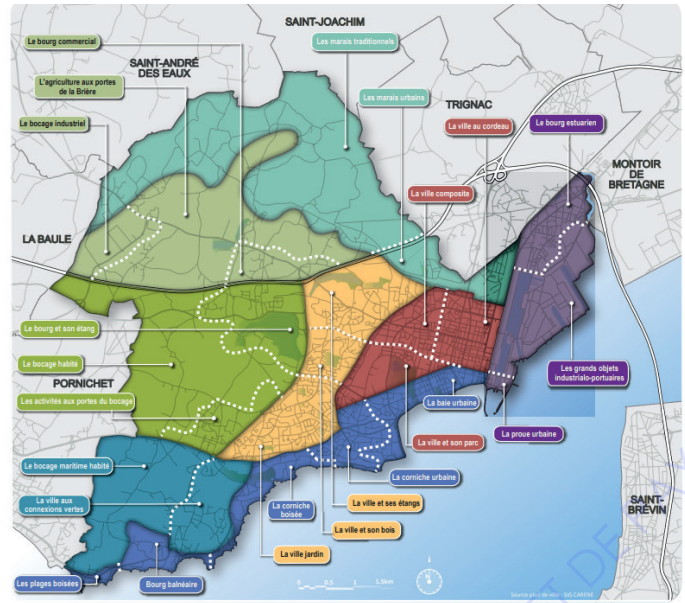 SAINT-JOACHIM
Le bourg commercial
Les marais traditionnels
SAINT-ANDRÉ
DES EAUX
L'agriculture aux portes
de la Brière
Les marais urbains
TRIGNAC
Le bocage industriel
La ville au cordeau
Le bourg estuarien
MONTOIR
DE
BRETAGNE
La ville composite
LA BAULE
Le bourg et son étang
Le bocage habité
Les grands objets
industrialo-portuaires
PORNICHET
Les activités aux portes du bocage
La baie urbaine
La proue urbaine
La ville et son parc
Le bocage maritime habité
La corniche urbaine
La ville aux
connexions vertes
La corniche
boisée
La ville et ses étangs
SAINT-
BRÉVIN
La ville et son bois
La ville jardin
Les plages boisées
Bourg balnéaire
0 0.5 1 1.5km
N